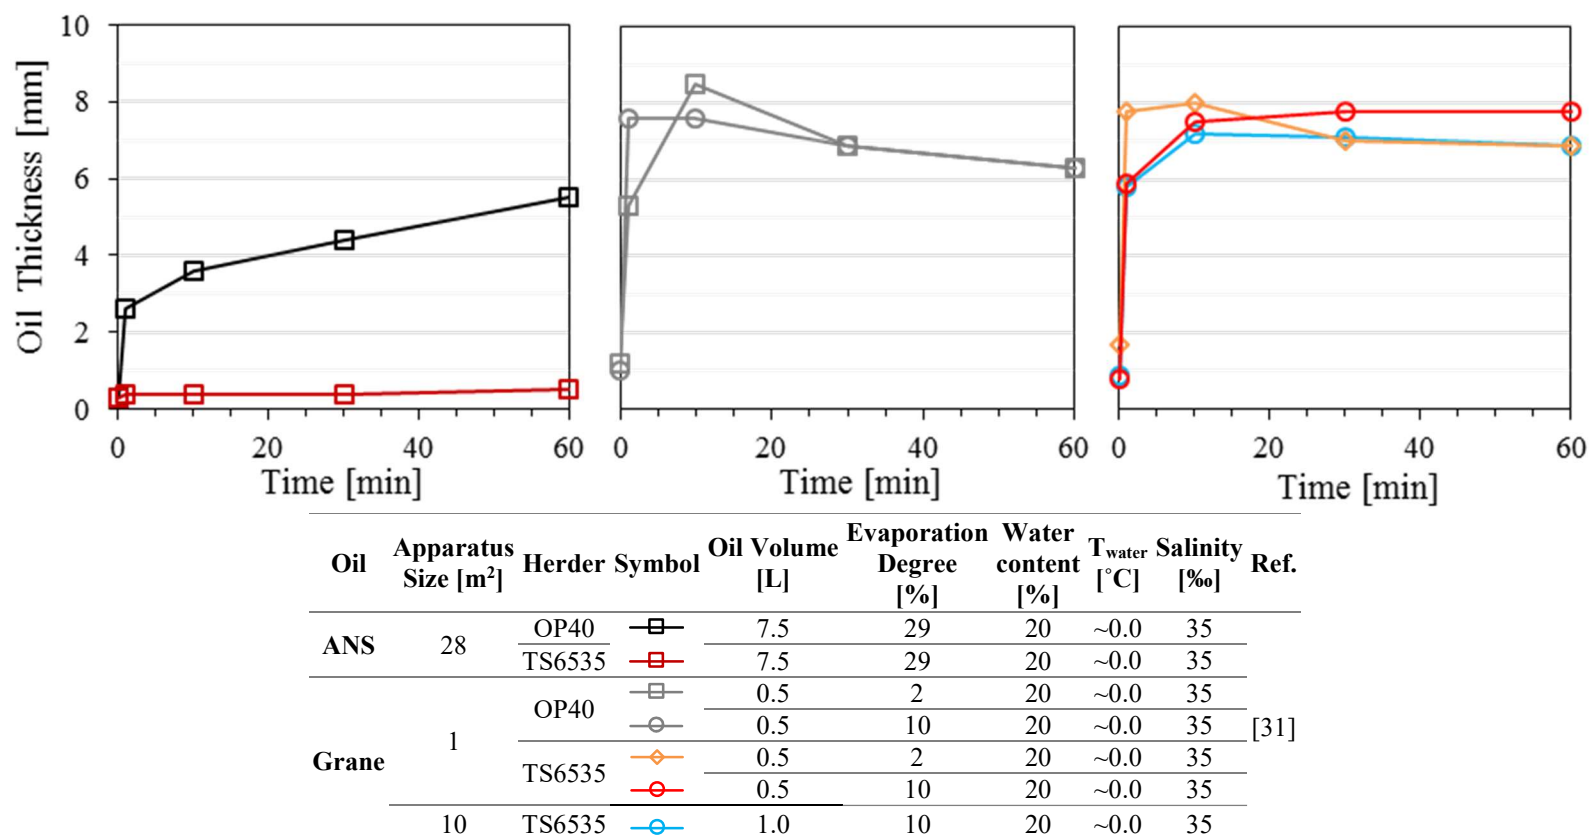 10
8
6
4
2
0
Oil Thickness [mm]
0 20 40 60
Time [min]
0 20 40 60
Time [min]
0 20 40 60
Time [min]
Oil Apparatus Size [m²] Herder Symbol Oil Volume [L] Evaporation Degree [%] Water content [%] T_water [˚C] Salinity [‰] Ref.
ANS 28 OP40 7.5 29 20 ~0.0 35
TS6535 7.5 29 20 ~0.0 35
Grane 1 OP40 0.5 2 20 ~0.0 35
0.5 10 20 ~0.0 35 [31]
TS6535 0.5 2 20 ~0.0 35
0.5 10 20 ~0.0 35
10 TS6535 1.0 10 20 ~0.0 35